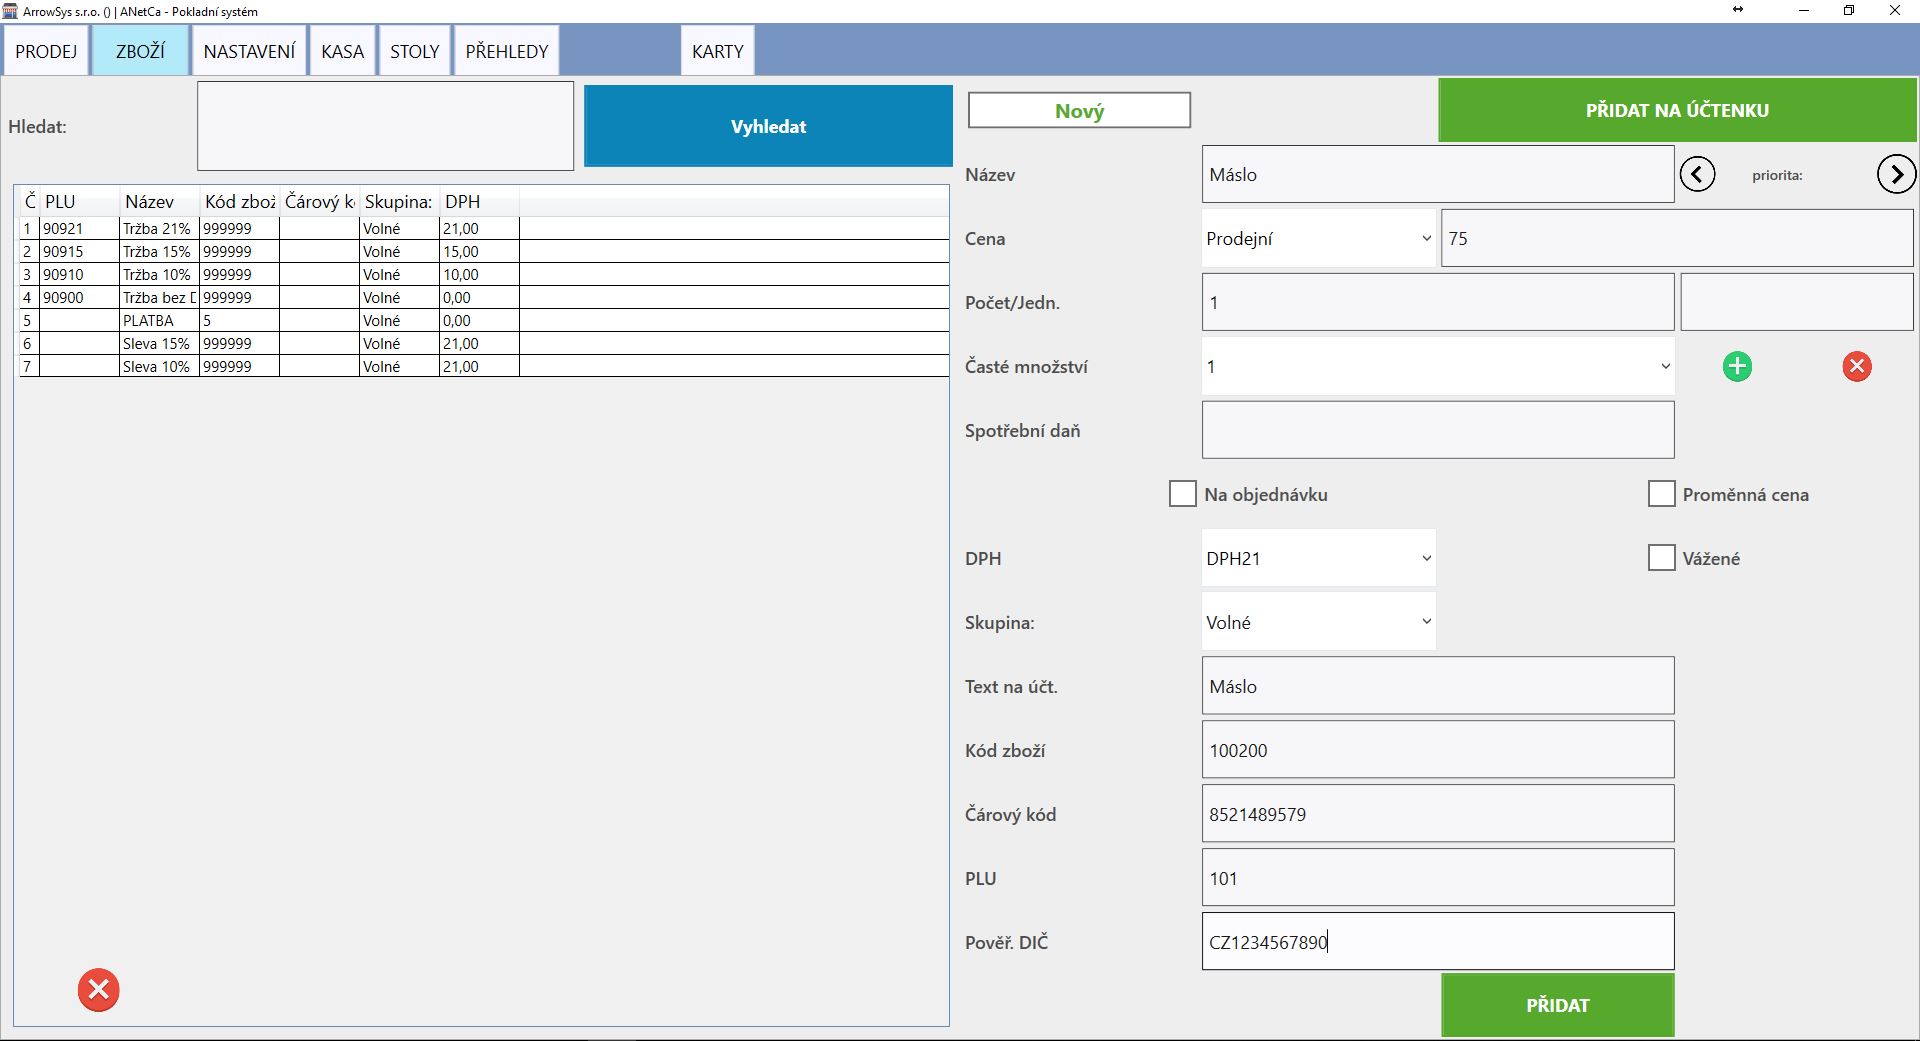 ArrowSys s.r.o. () | ANetCa - Pokladní systém
PRODEJ ZBOŽÍ NASTAVENÍ KASA STOLY PŘEHLEDY KARTY
Hledat: Vyhledat
Č PLU Název Kód zbož Čárový k Skupina: DPH
1 90921 Tržba 21% 999999 Volné 21,00
2 90915 Tržba 15% 999999 Volné 15,00
3 90910 Tržba 10% 999999 Volné 10,00
4 90900 Tržba bez D 999999 Volné 0,00
5 PLATBA 5 Volné 0,00
6 Sleva 15% 999999 Volné 21,00
7 Sleva 10% 999999 Volné 21,00
Nový PŘIDAT NA ÚČTENKU
Název Máslo priorita:
Cena Prodejní 75
Počet/Jedn. 1
Časté množství 1
Spotřební daň
Na objednávku Proměnná cena
DPH DPH21 Vážené
Skupina: Volné
Text na účt. Máslo
Kód zboží 100200
Čárový kód 8521489579
PLU 101
Pověř. DIČ CZ1234567890
PŘIDAT